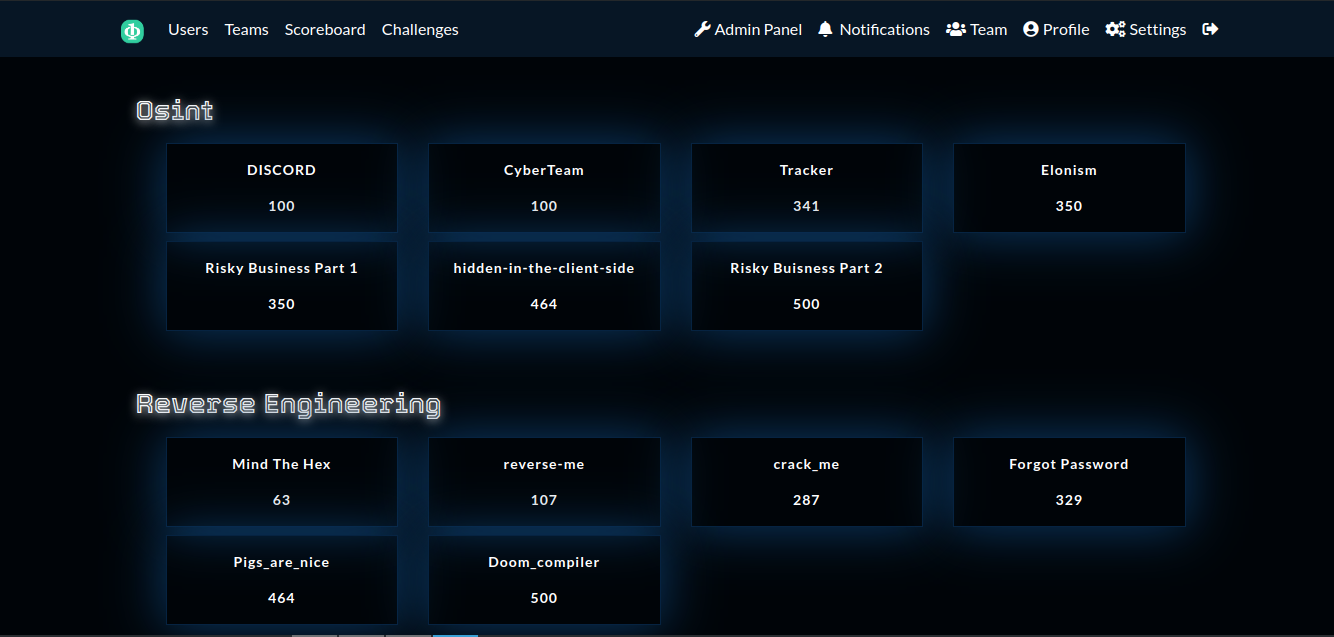 Users Teams Scoreboard Challenges Admin Panel Notifications Team Profile Settings
Osint
DISCORD CyberTeam Tracker Elonism
100 100 341 350
Risky Business Part 1 hidden-in-the-client-side Risky Buisness Part 2
350 464 500
Reverse Engineering
Mind The Hex reverse-me crack_me Forgot Password
63 107 287 329
Pigs_are_nice Doom_compiler
464 500